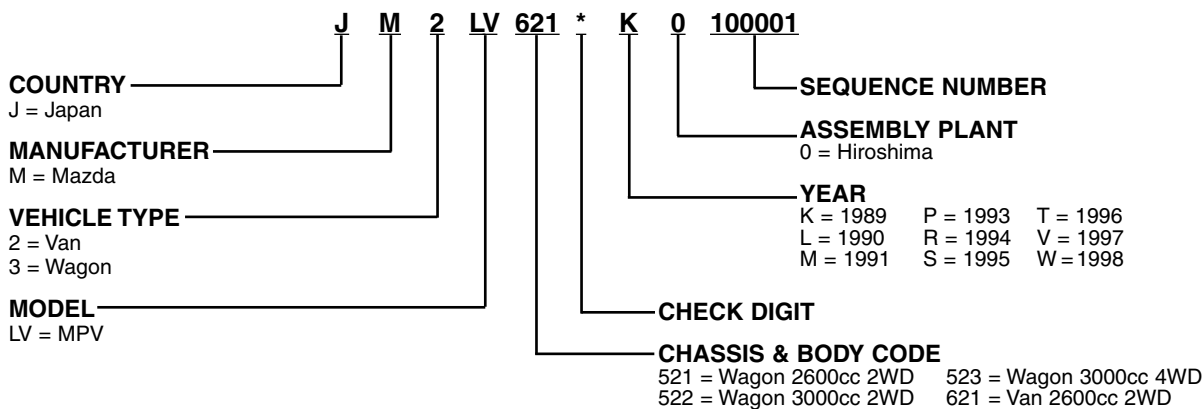 J M 2 LV 621 * K 0 100001
COUNTRY
J = Japan
MANUFACTURER
M = Mazda
VEHICLE TYPE
2 = Van
3 = Wagon
MODEL
LV = MPV
SEQUENCE NUMBER
ASSEMBLY PLANT
0 = Hiroshima
YEAR
K = 1989 P = 1993 T = 1996
L = 1990 R = 1994 V = 1997
M = 1991 S = 1995 W = 1998
CHECK DIGIT
CHASSIS & BODY CODE
521 = Wagon 2600cc 2WD 523 = Wagon 3000cc 4WD
522 = Wagon 3000cc 2WD 621 = Van 2600cc 2WD